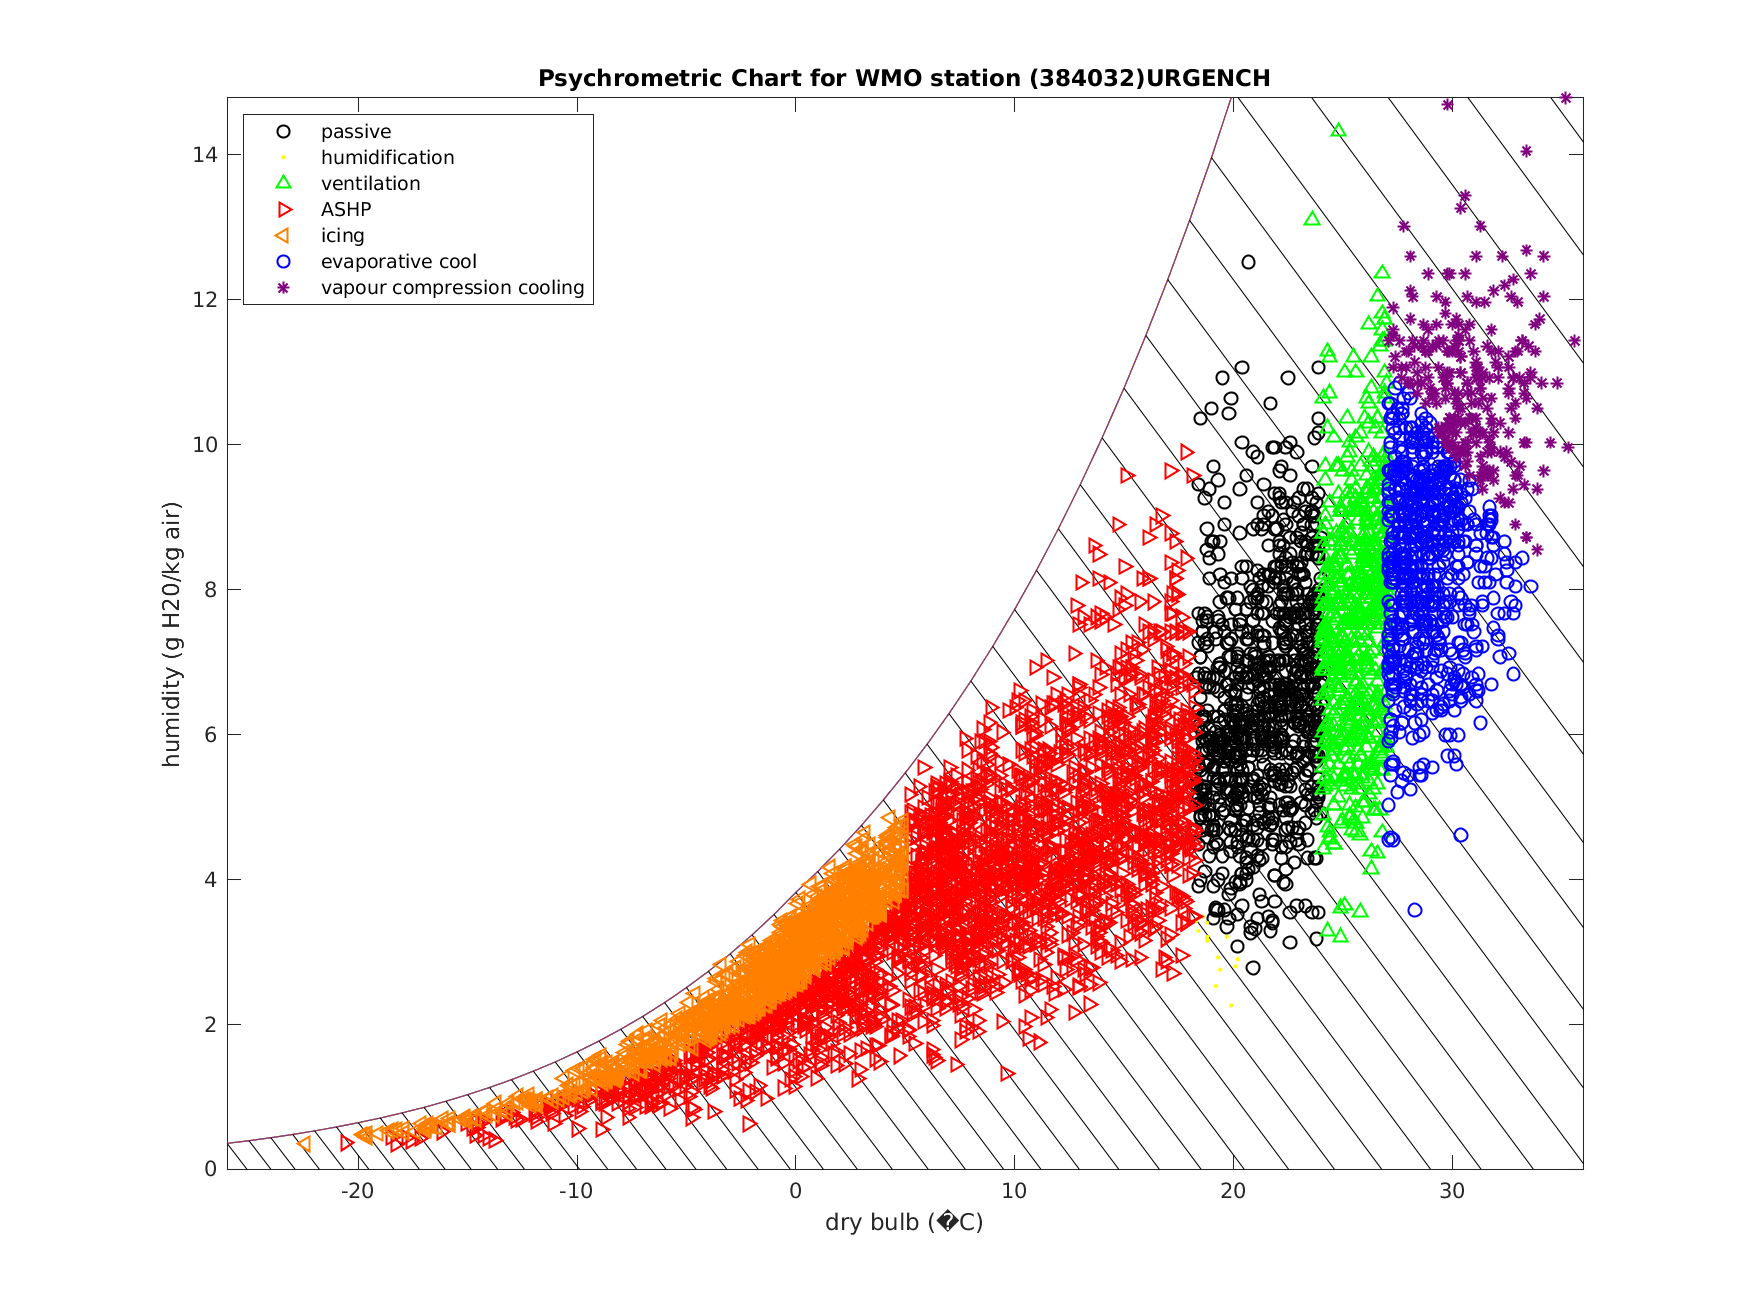 Psychrometric Chart for WMO station (384032)URGENCH
passive
humidification
ventilation
ASHP
icing
evaporative cool
vapour compression cooling
humidity (g H20/kg air)
14
12
10
8
6
4
2
0
-20 -10 0 10 20 30
dry bulb (�C)